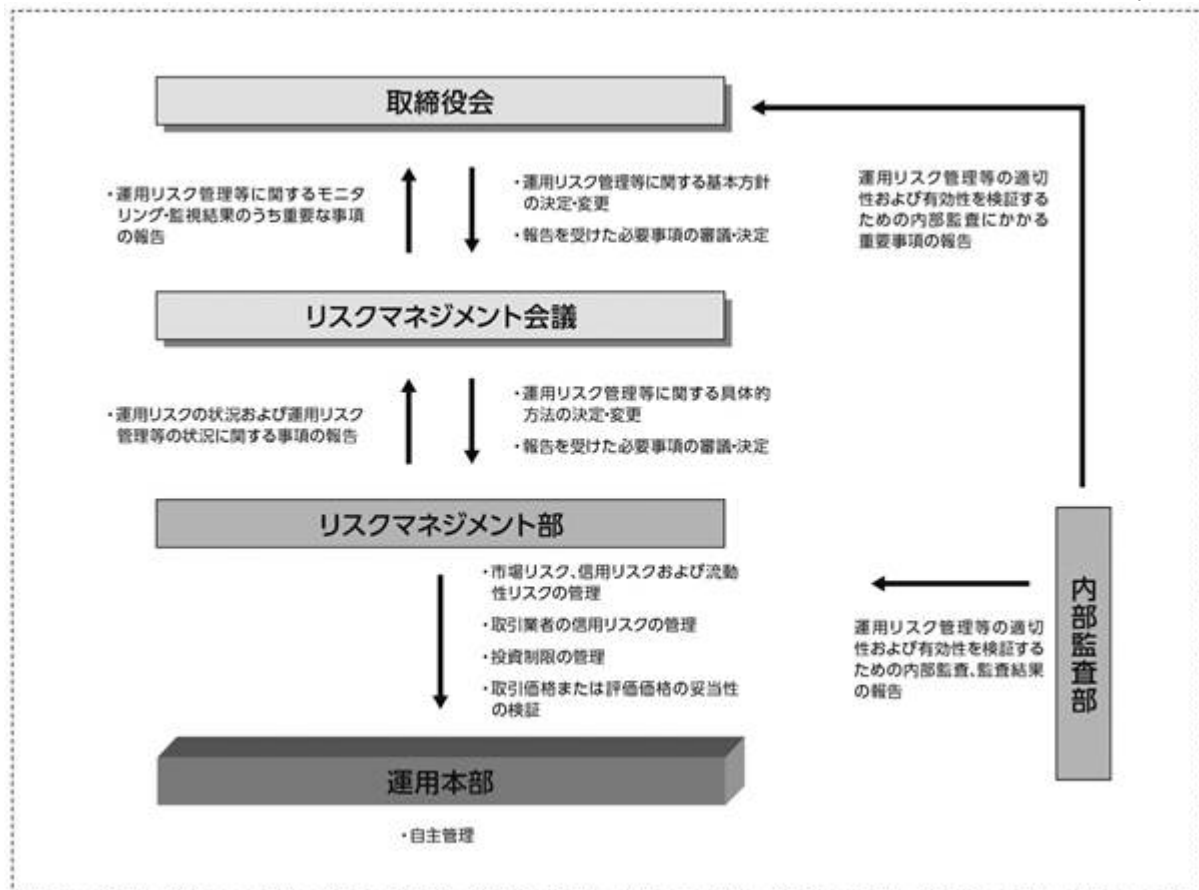 取締役会
・運用リスク管理等に関するモニタ
リング・監視結果のうち重要な事項
の報告
・運用リスク管理等に関する基本方針
の決定・変更
・報告を受けた必要事項の審議・決定
運用リスク管理等の適切
性および有効性を検証する
ための内部監査にかかる
重要事項の報告
リスクマネジメント会議
・運用リスクの状況および運用リスク
管理等の状況に関する事項の報告
・運用リスク管理等に関する具体的
方法の決定・変更
・報告を受けた必要事項の審議・決定
リスクマネジメント部
・市場リスク、信用リスクおよび流動
性リスクの管理
・取引業者の信用リスクの管理
・投資制限の管理
・取引価格または評価価格の妥当性
の検証
運用リスク管理等の適切
性および有効性を検証する
ための内部監査、監査結果
の報告
内部監査部
運用本部
・自主管理